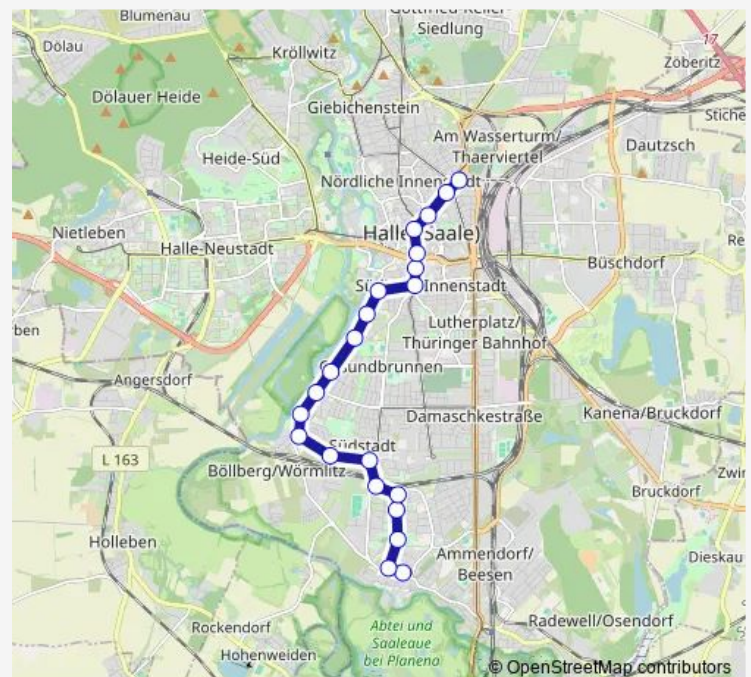 Blumenau
Gottfried-Keller-
Siedlung
Dölau
Kröllwitz
17
Zöberitz
Dölauer Heide
Giebichenstein
Stiche
Am Wasserturm/
Thaerviertel
Dautzsch
Heide-Süd
Nördliche Innenstadt
Nietleben
Halle (Saale)
Halle-Neustadt
Re
Büschdorf
Innenstadt
ben
Lutherplatz/
Thüringer Bahnhof
Gesundbrunnen
Angersdorf
Damaschkestraße
Kanena/Bruckdorf
Südstadt
L 163
Böllberg/Wörmlitz
Zwin
Bruckdorf
Holleben
Ammendorf/
Beesen
Dieskau
Abtei und
Saaleaue
bei Planena
Rockendorf
Radewell/Osendorf
Hohenweiden
© OpenStreetMap contributors